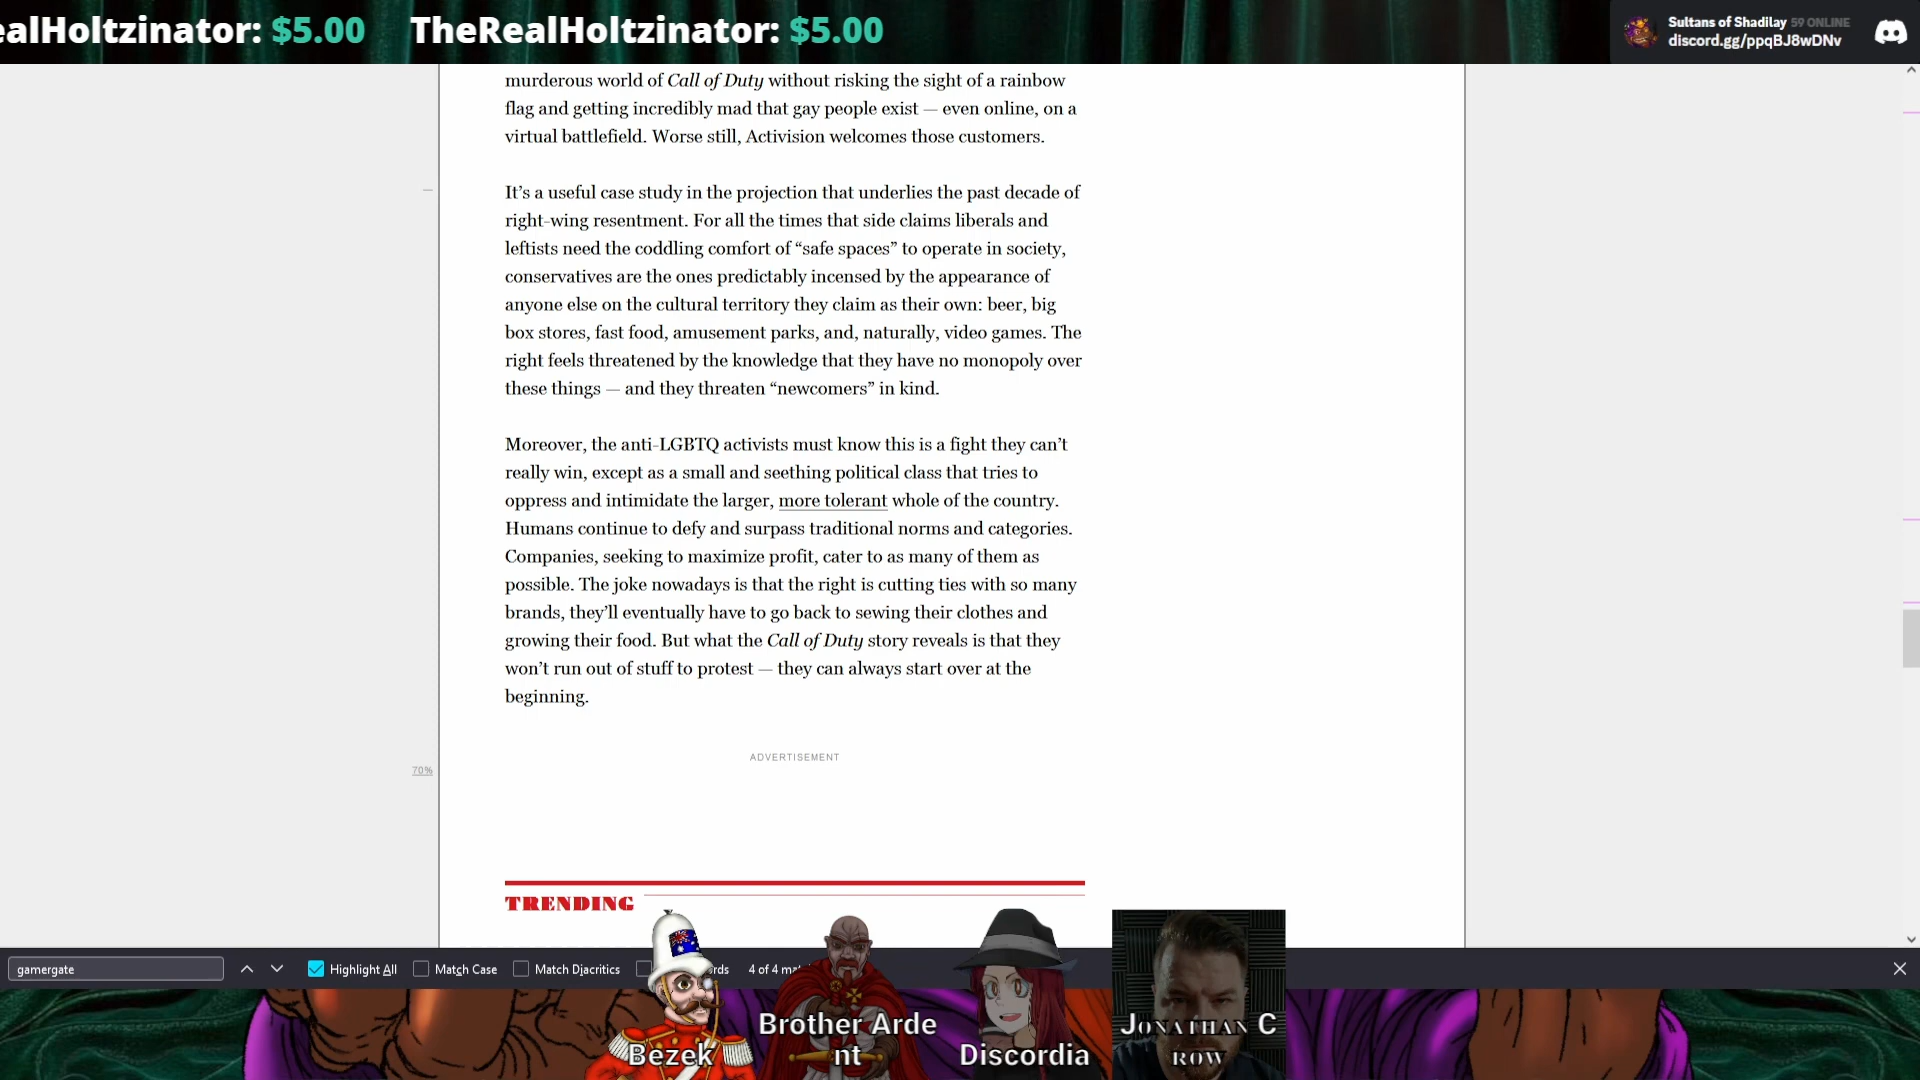 ealHoltzinator: $5.00 TheRealHoltzinator: $5.00
Sultans of Shadilay 59 ONLINE
discord.gg/ppqBJ8wDNv
murderous world of Call of Duty without risking the sight of a rainbow
flag and getting incredibly mad that gay people exist — even online, on a
virtual battlefield. Worse still, Activision welcomes those customers.
It’s a useful case study in the projection that underlies the past decade of
right-wing resentment. For all the times that side claims liberals and
leftists need the coddling comfort of “safe spaces” to operate in society,
conservatives are the ones predictably incensed by the appearance of
anyone else on the cultural territory they claim as their own: beer, big
box stores, fast food, amusement parks, and, naturally, video games. The
right feels threatened by the knowledge that they have no monopoly over
these things — and they threaten “newcomers” in kind.
Moreover, the anti-LGBTQ activists must know this is a fight they can’t
really win, except as a small and seething political class that tries to
oppress and intimidate the larger, more tolerant whole of the country.
Humans continue to defy and surpass traditional norms and categories.
Companies, seeking to maximize profit, cater to as many of them as
possible. The joke nowadays is that the right is cutting ties with so many
brands, they’ll eventually have to go back to sewing their clothes and
growing their food. But what the Call of Duty story reveals is that they
won’t run out of stuff to protest — they can always start over at the
beginning.
ADVERTISEMENT
70%
TRENDING
gamergate Highlight All Match Case Match Diacritics rds 4 of 4 mat
Bezek
Brother Arde
nt
Discordia
JONATHAN C
ROW